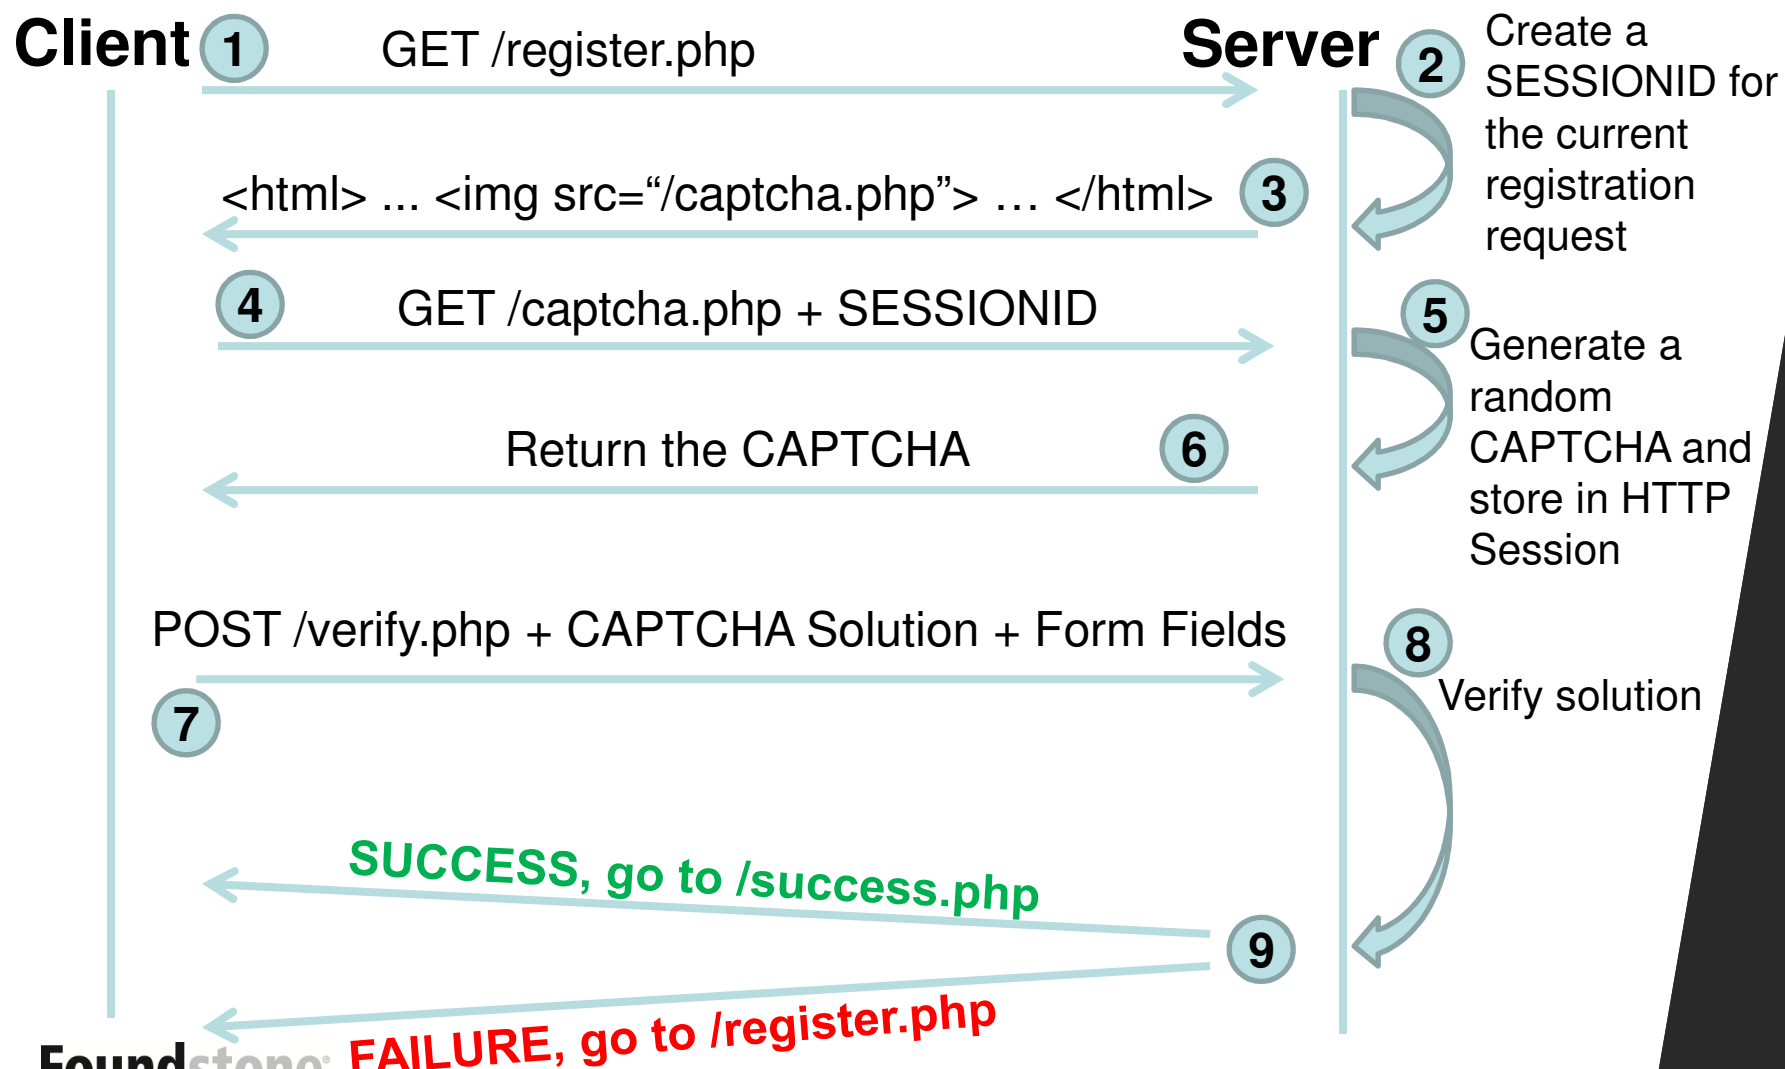 Client
1
GET /register.php
Server
2
Create a
SESSIONID for
the current
registration
request
<html> ... <img src=“/captcha.php”> … </html>
3
4
GET /captcha.php + SESSIONID
5
Generate a
random
CAPTCHA and
store in HTTP
Session
Return the CAPTCHA
6
POST /verify.php + CAPTCHA Solution + Form Fields
7
8
Verify solution
SUCCESS, go to /success.php
9
FAILURE, go to /register.php
Foundstone®